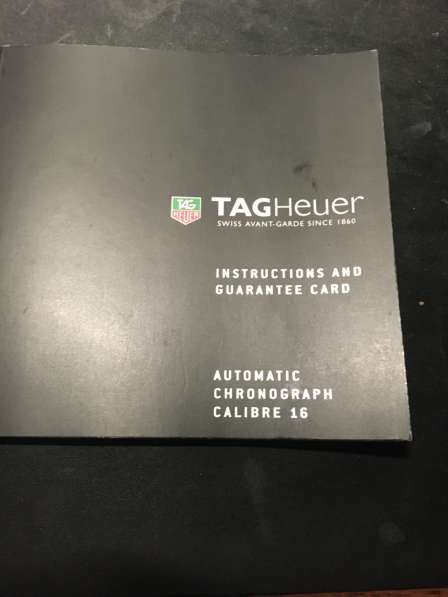 TAG
HEUER
TAGHeuer
SWISS AVANT-GARDE SINCE 1860
INSTRUCTIONS AND
GUARANTEE CARD
AUTOMATIC
CHRONOGRAPH
CALIBRE 16